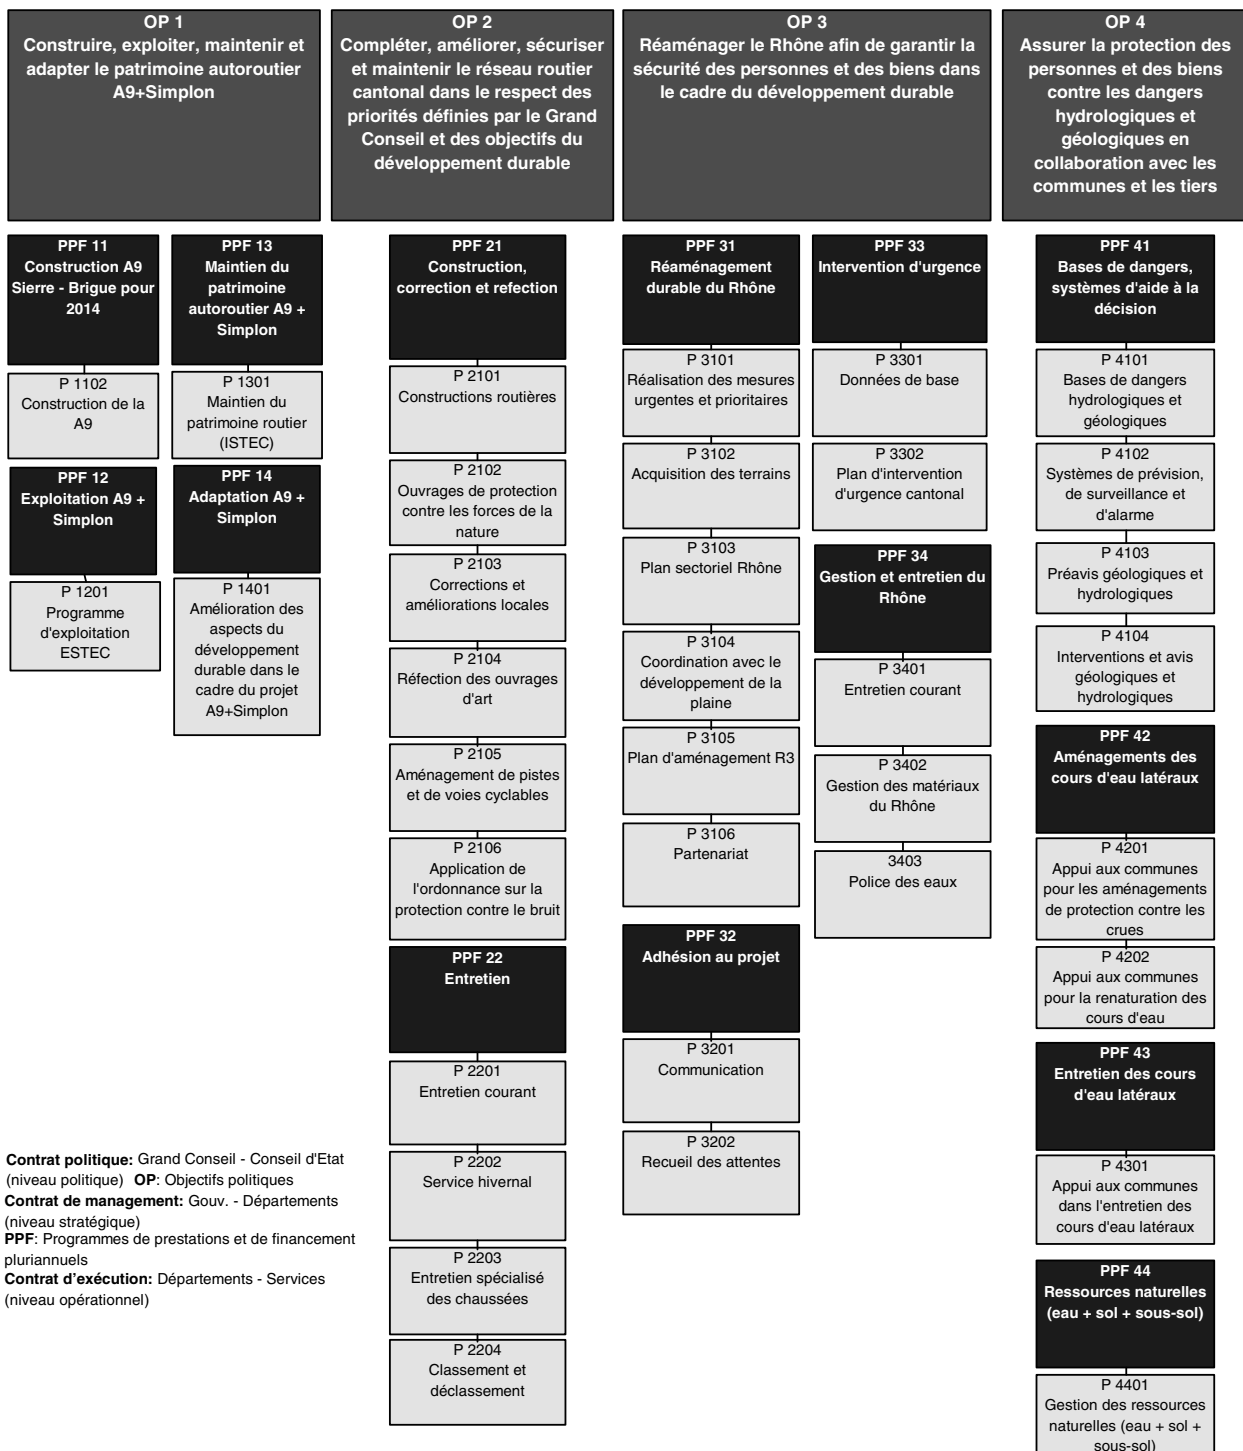 OP 1
Construire, exploiter, maintenir et
adapter le patrimoine autoroutier
A9+Simplon
OP 2
Compléter, améliorer, sécuriser
et maintenir le réseau routier
cantonal dans le respect des
priorités définies par le Grand
Conseil et des objectifs du
développement durable
OP 3
Réaménager le Rhône afin de garantir la
sécurité des personnes et des biens dans
le cadre du développement durable
OP 4
Assurer la protection des
personnes et des biens
contre les dangers
hydrologiques et
géologiques en
collaboration avec les
communes et les tiers
PPF 11
Construction A9
Sierre - Brigue pour
2014
P 1102
Construction de la
A9
PPF 12
Exploitation A9 +
Simplon
P 1201
Programme
d'exploitation
ESTEC
PPF 13
Maintien du
patrimoine
autoroutier A9 +
Simplon
P 1301
Maintien du
patrimoine routier
(ISTEC)
PPF 14
Adaptation A9 +
Simplon
P 1401
Amélioration des
aspects du
développement
durable dans le
cadre du projet
A9+Simplon
PPF 21
Construction,
correction et refection
P 2101
Constructions routières
P 2102
Ouvrages de protection
contre les forces de la
nature
P 2103
Corrections et
améliorations locales
P 2104
Réfection des ouvrages
d'art
P 2105
Aménagement de pistes
et de voies cyclables
P 2106
Application de
l'ordonnance sur la
protection contre le bruit
PPF 22
Entretien
P 2201
Entretien courant
P 2202
Service hivernal
P 2203
Entretien spécialisé
des chaussées
P 2204
Classement et
déclassement
PPF 31
Réaménagement
durable du Rhône
P 3101
Réalisation des mesures
urgentes et prioritaires
P 3102
Acquisition des terrains
P 3103
Plan sectoriel Rhône
P 3104
Coordination avec le
développement de la
plaine
P 3105
Plan d'aménagement R3
P 3106
Partenariat
PPF 32
Adhésion au projet
P 3201
Communication
P 3202
Recueil des attentes
PPF 33
Intervention d'urgence
P 3301
Données de base
P 3302
Plan d'intervention
d'urgence cantonal
PPF 34
Gestion et entretien du
Rhône
P 3401
Entretien courant
P 3402
Gestion des matériaux
du Rhône
3403
Police des eaux
PPF 41
Bases de dangers,
systèmes d'aide à la
décision
P 4101
Bases de dangers
hydrologiques et
géologiques
P 4102
Systèmes de prévision,
de surveillance et
d'alarme
P 4103
Préavis géologiques et
hydrologiques
P 4104
Interventions et avis
géologiques et
hydrologiques
PPF 42
Aménagements des
cours d'eau latéraux
P 4201
Appui aux communes
pour les aménagements
de protection contre les
crues
P 4202
Appui aux communes
pour la renaturation des
cours d'eau
PPF 43
Entretien des cours
d'eau latéraux
P 4301
Appui aux communes
dans l'entretien des
cours d'eau latéraux
PPF 44
Ressources naturelles
(eau + sol + sous-sol)
P 4401
Gestion des ressources
naturelles (eau + sol +
sous-sol)
Contrat politique: Grand Conseil - Conseil d'Etat
(niveau politique) OP: Objectifs politiques
Contrat de management: Gouv. - Départements
(niveau stratégique)
PPF: Programmes de prestations et de financement
pluriannuels
Contrat d'exécution: Départements - Services
(niveau opérationnel)